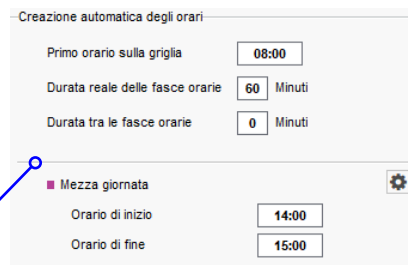 Creazione automatica degli orari
Primo orario sulla griglia 08:00
Durata reale delle fasce orarie 60 Minuti
Durata tra le fasce orarie 0 Minuti
Mezza giornata
Orario di inizio 14:00
Orario di fine 15:00